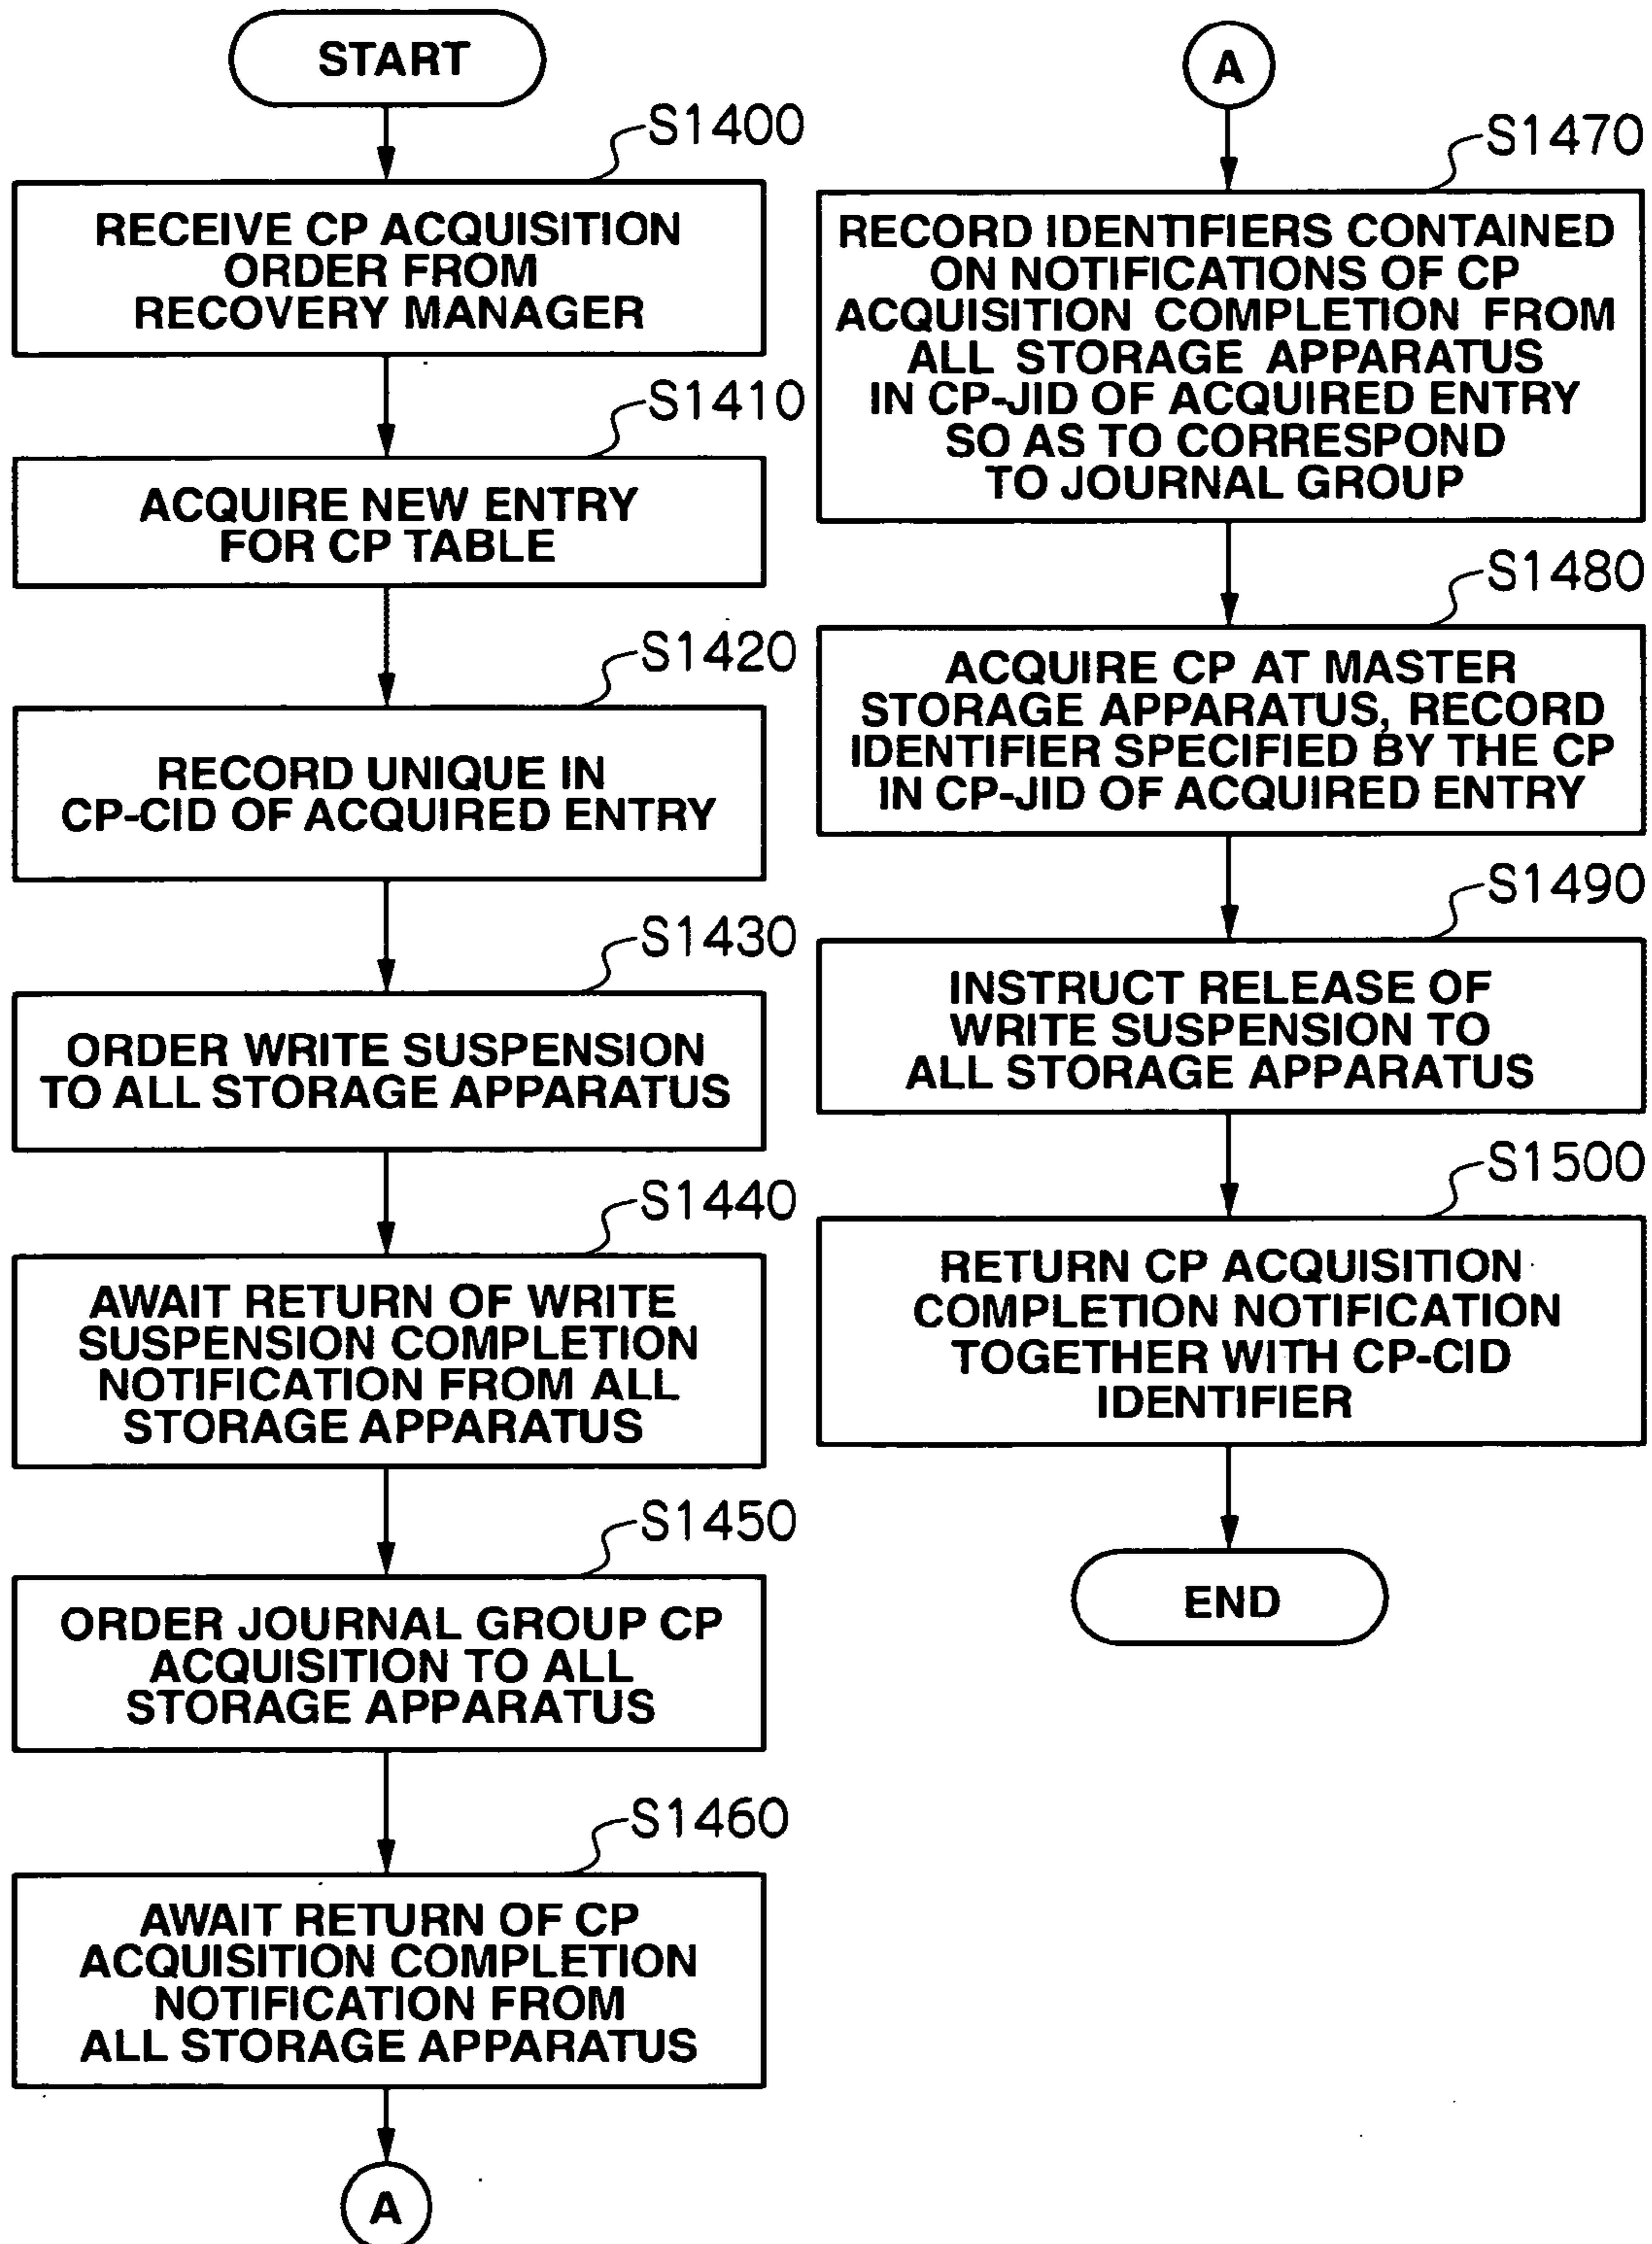 START
S1400
RECEIVE CP ACQUISITION
ORDER FROM
RECOVERY MANAGER
S1410
ACQUIRE NEW ENTRY
FOR CP TABLE
S1420
RECORD UNIQUE IN
CP-CID OF ACQUIRED ENTRY
S1430
ORDER WRITE SUSPENSION
TO ALL STORAGE APPARATUS
S1440
AWAIT RETURN OF WRITE
SUSPENSION COMPLETION
NOTIFICATION FROM ALL
STORAGE APPARATUS
S1450
ORDER JOURNAL GROUP CP
ACQUISITION TO ALL
STORAGE APPARATUS
S1460
AWAIT RETURN OF CP
ACQUISITION COMPLETION
NOTIFICATION FROM
ALL STORAGE APPARATUS
A
A
S1470
RECORD IDENTIFIERS CONTAINED
ON NOTIFICATIONS OF CP
ACQUISITION COMPLETION FROM
ALL STORAGE APPARATUS
IN CP-JID OF ACQUIRED ENTRY
SO AS TO CORRESPOND
TO JOURNAL GROUP
S1480
ACQUIRE CP AT MASTER
STORAGE APPARATUS, RECORD
IDENTIFIER SPECIFIED BY THE CP
IN CP-JID OF ACQUIRED ENTRY
S1490
INSTRUCT RELEASE OF
WRITE SUSPENSION TO
ALL STORAGE APPARATUS
S1500
RETURN CP ACQUISITION
COMPLETION NOTIFICATION
TOGETHER WITH CP-CID
IDENTIFIER
END